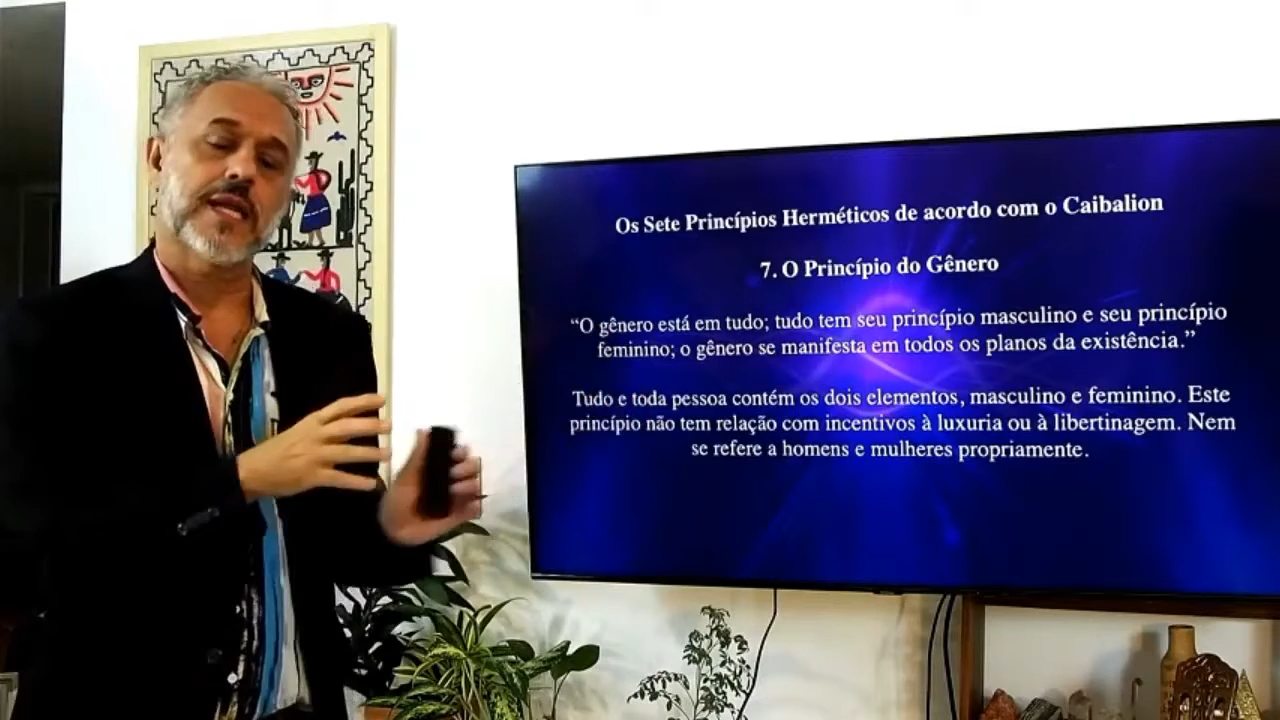 Os Sete Princípios Herméticos de acordo com o Caibalion
7. O Princípio do Gênero
“O gênero está em tudo; tudo tem seu princípio masculino e seu princípio
feminino; o gênero se manifesta em todos os planos da existência.”
Tudo e toda pessoa contém os dois elementos, masculino e feminino. Este
princípio não tem relação com incentivos à luxuria ou à libertinagem. Nem
se refere a homens e mulheres propriamente.